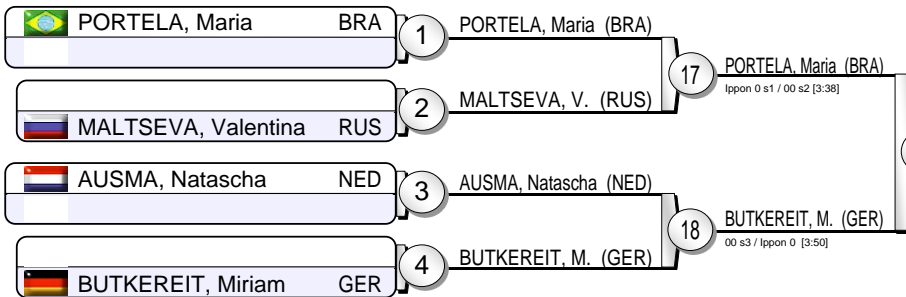 PORTELA, Maria BRA
MALTSEVA, Valentina RUS
AUSMA, Natascha NED
BUTKEREIT, Miriam GER
1
2
3
4
PORTELA, Maria (BRA)
MALTSEVA, V. (RUS)
AUSMA, Natascha (NED)
BUTKEREIT, M. (GER)
17
18
PORTELA, Maria (BRA)
Ippon 0 s1 / 00 s2 [3:38]
BUTKEREIT, M. (GER)
00 s3 / Ippon 0 [3:50]